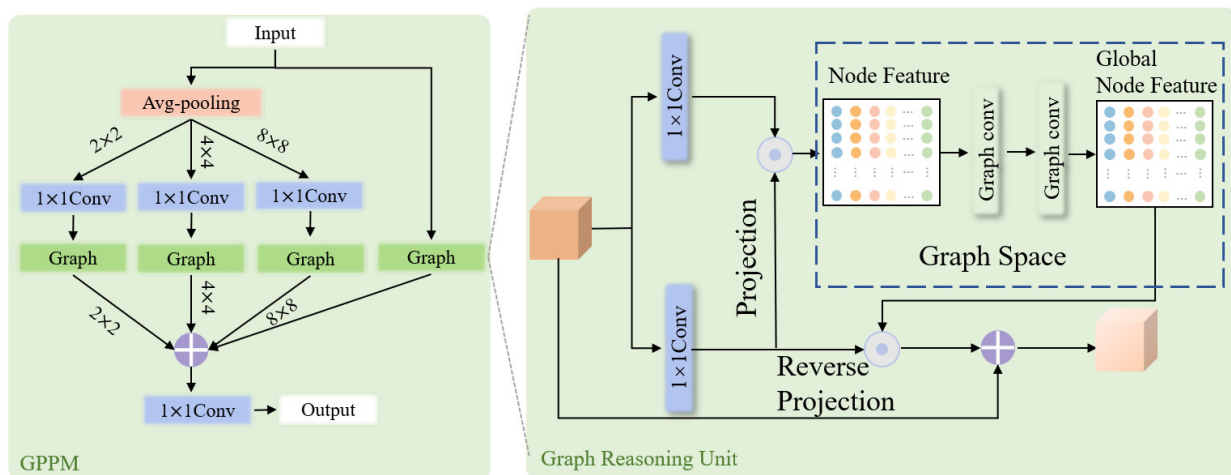 Input
Avg-pooling
2×2
4×4
8×8
1×1Conv
1×1Conv
1×1Conv
Graph
Graph
Graph
Graph
2×2
4×4
8×8
1×1Conv
Output
GPPM
1×1Conv
1×1Conv
Projection
Reverse
Projection
Node Feature
...
...
...
...
...
Graph conv
Graph conv
Global
Node Feature
...
...
...
...
...
Graph Space
Graph Reasoning Unit